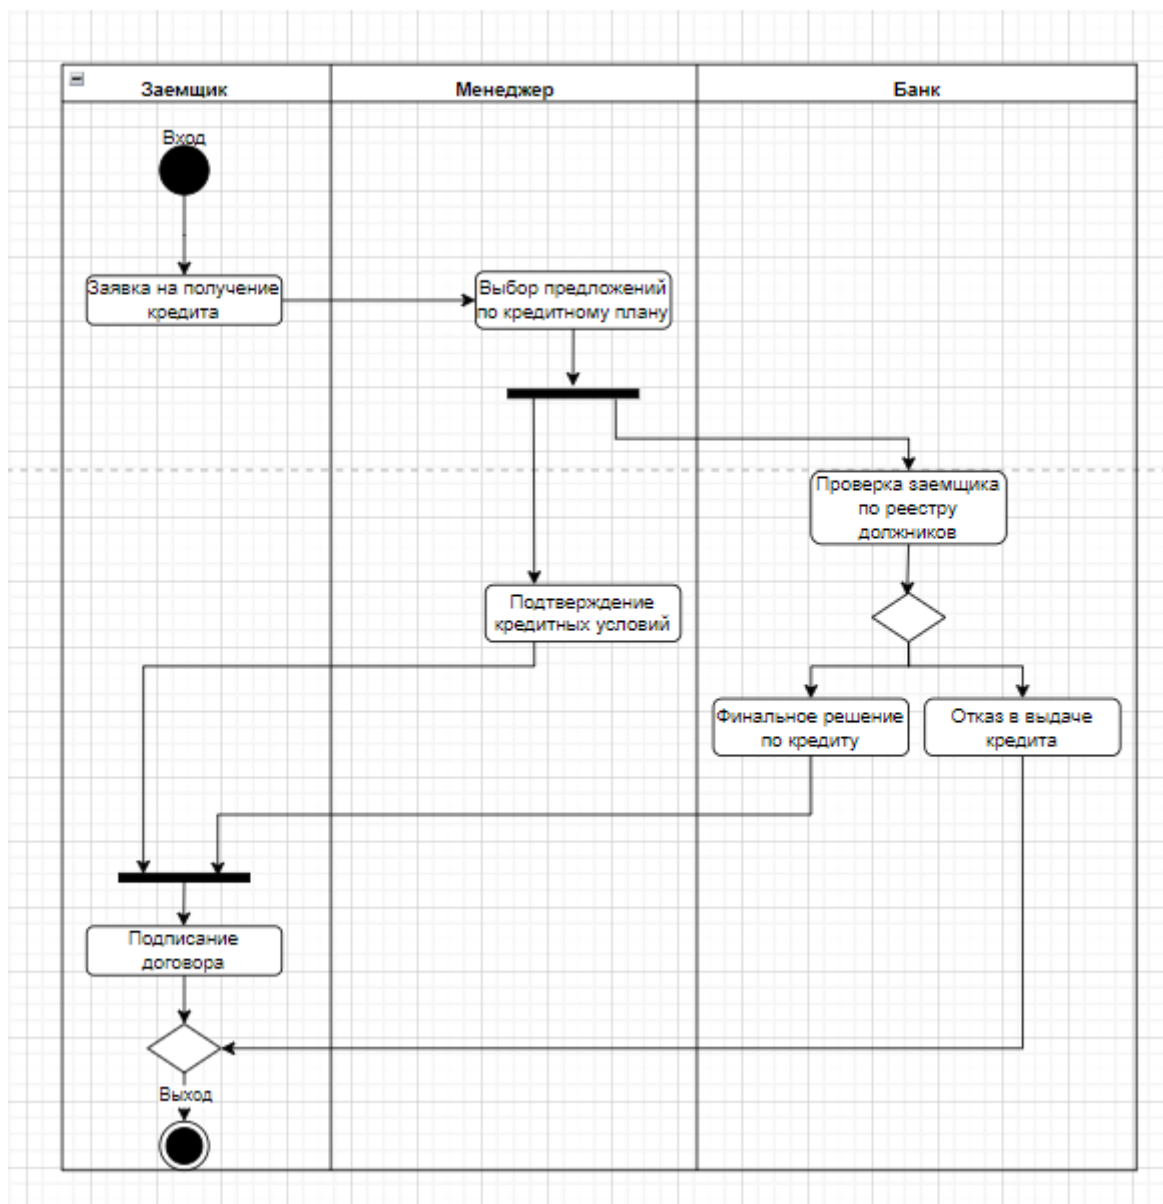 Заемщик
Менеджер
Банк
Вход
Заявка на получение
кредита
Выбор предложений
по кредитному плану
Проверка заемщика
по реестру
должников
Подтверждение
кредитных условий
Финальное решение
по кредиту
Отказ в выдаче
кредита
Подписание
договора
Выход